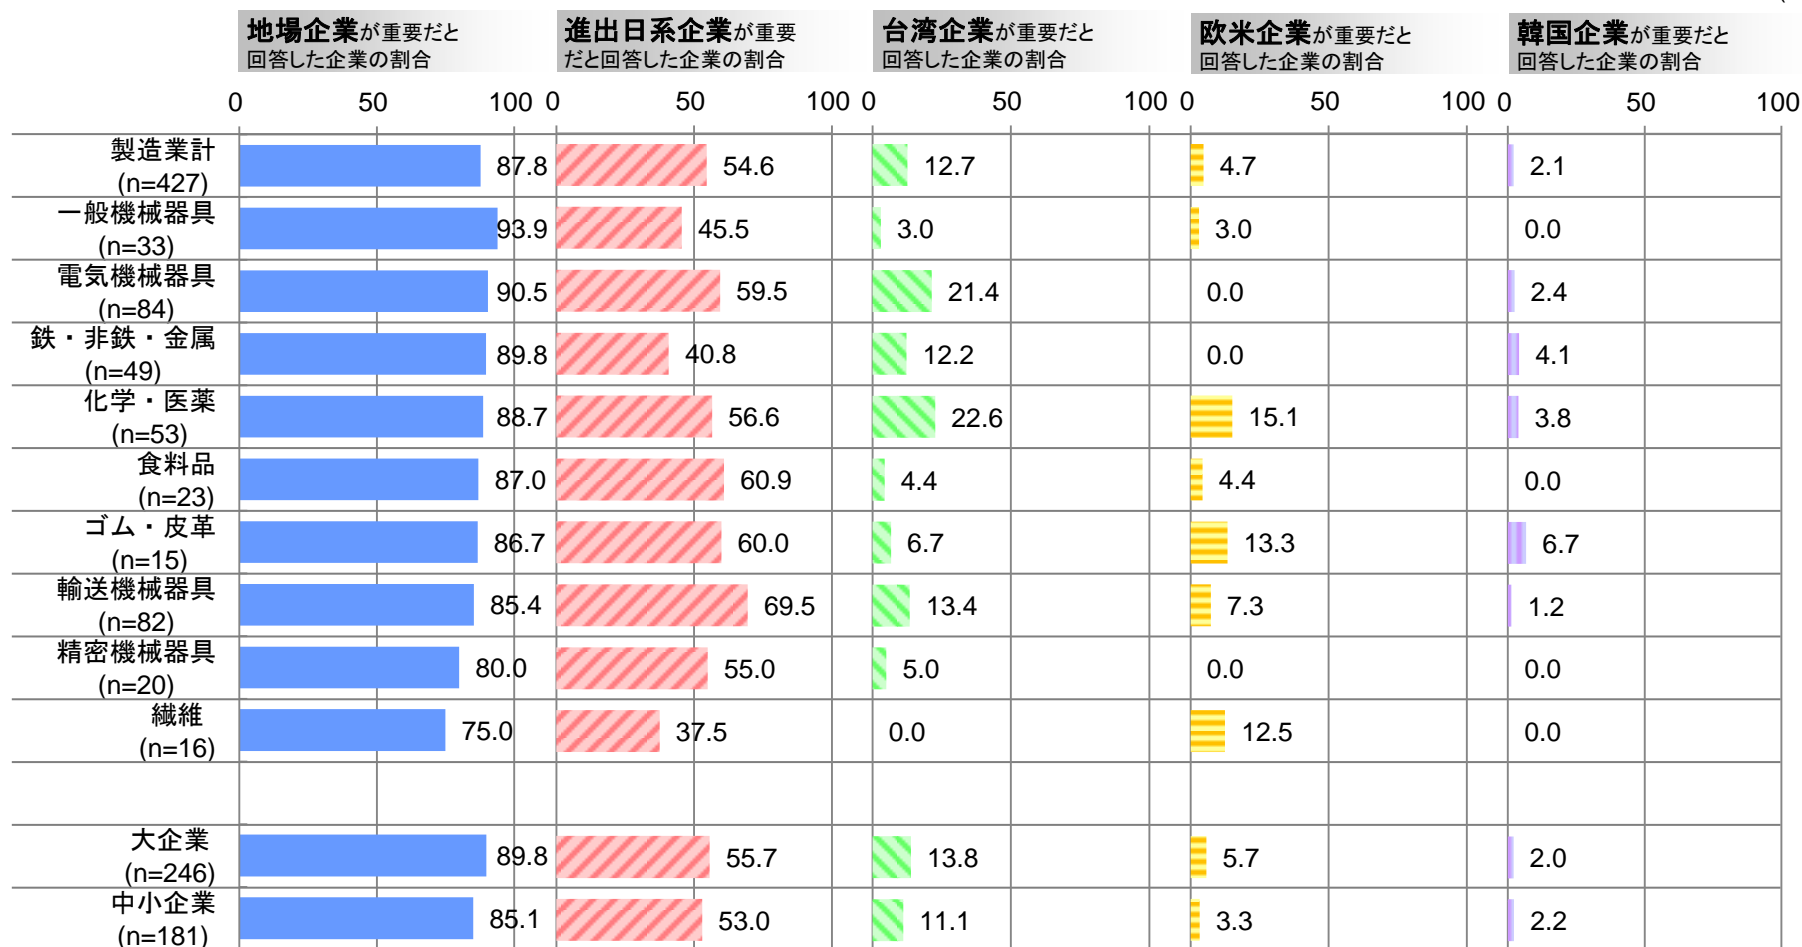 地場企業が重要だと
回答した企業の割合
進出日系企業が重要
だと回答した企業の割合
台湾企業が重要だと
回答した企業の割合
欧米企業が重要だと
回答した企業の割合
韓国企業が重要だと
回答した企業の割合
0 50 100 0 50 100 0 50 100 0 50 100 0 50 100
製造業計
(n=427)
87.8 54.6 12.7 4.7 2.1
一般機械器具
(n=33)
93.9 45.5 3.0 3.0 0.0
電気機械器具
(n=84)
90.5 59.5 21.4 0.0 2.4
鉄・非鉄・金属
(n=49)
89.8 40.8 12.2 0.0 4.1
化学・医薬
(n=53)
88.7 56.6 22.6 15.1 3.8
食料品
(n=23)
87.0 60.9 4.4 4.4 0.0
ゴム・皮革
(n=15)
86.7 60.0 6.7 13.3 6.7
輸送機械器具
(n=82)
85.4 69.5 13.4 7.3 1.2
精密機械器具
(n=20)
80.0 55.0 5.0 0.0 0.0
繊維
(n=16)
75.0 37.5 0.0 12.5 0.0
大企業
(n=246)
89.8 55.7 13.8 5.7 2.0
中小企業
(n=181)
85.1 53.0 11.1 3.3 2.2